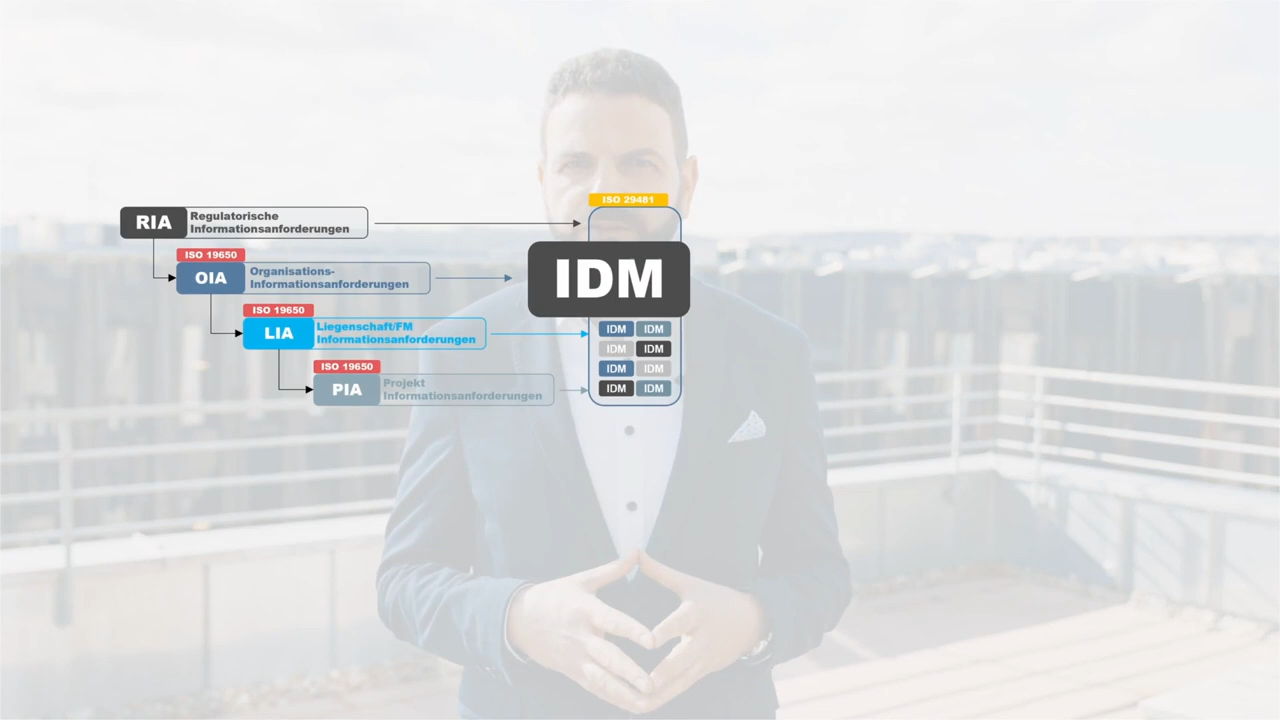 ISO 29481
RIA
Regulatorische
Informationsanforderungen
ISO 19650
OIA
Organisations-
Informationsanforderungen
IDM
ISO 19650
LIA
Liegenschaft/FM
Informationsanforderungen
IDM IDM
IDM IDM
ISO 19650
PIA
Projekt
Informationsanforderungen
IDM IDM
IDM IDM